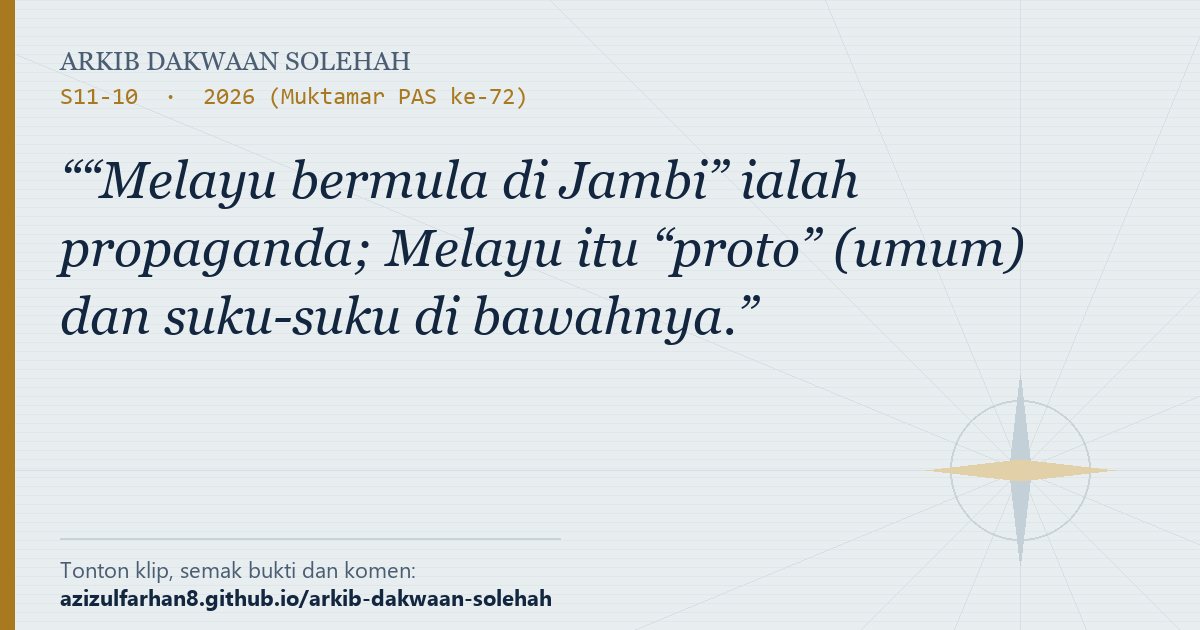 ARKIB DAKWAAN SOLEHAH
S11-10 · 2026 (Muktamar PAS ke-72)
““Melayu bermula di Jambi” ialah
propaganda; Melayu itu “proto” (umum)
dan suku-suku di bawahnya.”
Tonton klip, semak bukti dan komen:
azizulfarhan8.github.io/arkib-dakwaan-solehah